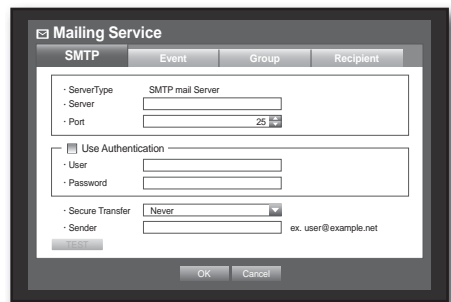 Mailing Service
SMTP Event Group Recipient
· ServerType SMTP mail Server
· Server
· Port 25
Use Authentication
· User
· Password
· Secure Transfer Never
· Sender ex. user@example.net
TEST
OK Cancel